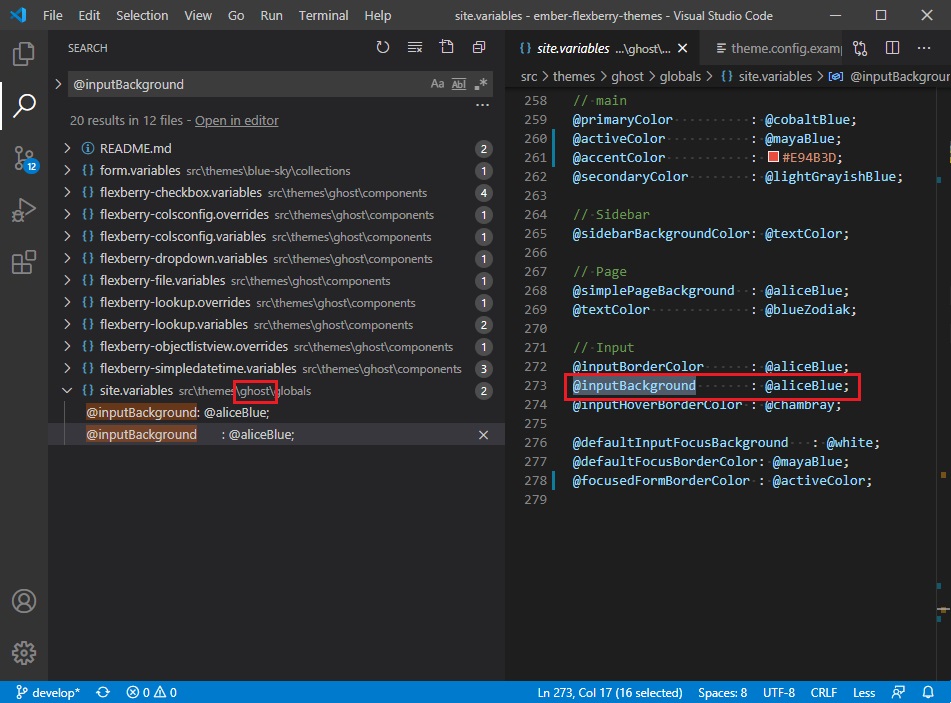 File Edit Selection View Go Run Terminal Help site.variables - ember-flexberry-themes - Visual Studio Code
SEARCH
@inputBackground Aa Abl .*
20 results in 12 files - Open in editor
README.md 2
form.variables src\themes\blue-sky\collections 1
flexberry-checkbox.variables src\themes\ghost\components 4
flexberry-colsconfig.overrides src\themes\ghost\components 1
flexberry-colsconfig.variables src\themes\ghost\components 1
flexberry-dropdown.variables src\themes\ghost\components 1
flexberry-file.variables src\themes\ghost\components 1
flexberry-lookup.overrides src\themes\ghost\components 1
flexberry-lookup.variables src\themes\ghost\components 2
flexberry-objectlistview.overrides src\themes\ghost\components 1
flexberry-simpledatetime.variables src\themes\ghost\components 3
site.variables src\themes\ghost\globals 2
@inputBackground: @aliceBlue;
@inputBackground : @aliceBlue;
12
{} site.variables ...\ghost\... theme.config.examp
src > themes > ghost > globals > {} site.variables > @inputBackgrour
258 // main
259 @primaryColor : @cobaltBlue;
260 @activeColor : @mayaBlue;
261 @accentColor : #E94B3D;
262 @secondaryColor : @lightGrayishBlue;
263
264 // Sidebar
265 @sidebarBackgroundColor: @textColor;
266
267 // Page
268 @simplePageBackground : @aliceBlue;
269 @textColor : @blueZodiak;
270
271 // Input
272 @inputBorderColor : @aliceBlue;
273 @inputBackground : @aliceBlue;
274 @inputHoverBorderColor : @chambray;
275
276 @defaultInputFocusBackground : @white;
277 @defaultFocusBorderColor: @mayaBlue;
278 @focusedFormBorderColor : @activeColor;
279
develop* 0 0 Ln 273, Col 17 (16 selected) Spaces: 8 UTF-8 CRLF Less